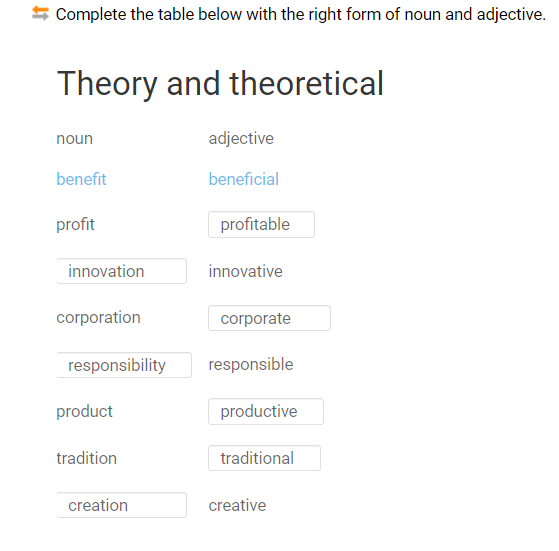 Complete the table below with the right form of noun and adjective.
Theory and theoretical
noun adjective
benefit beneficial
profit profitable
innovation innovative
corporation corporate
responsibility responsible
product productive
tradition traditional
creation creative